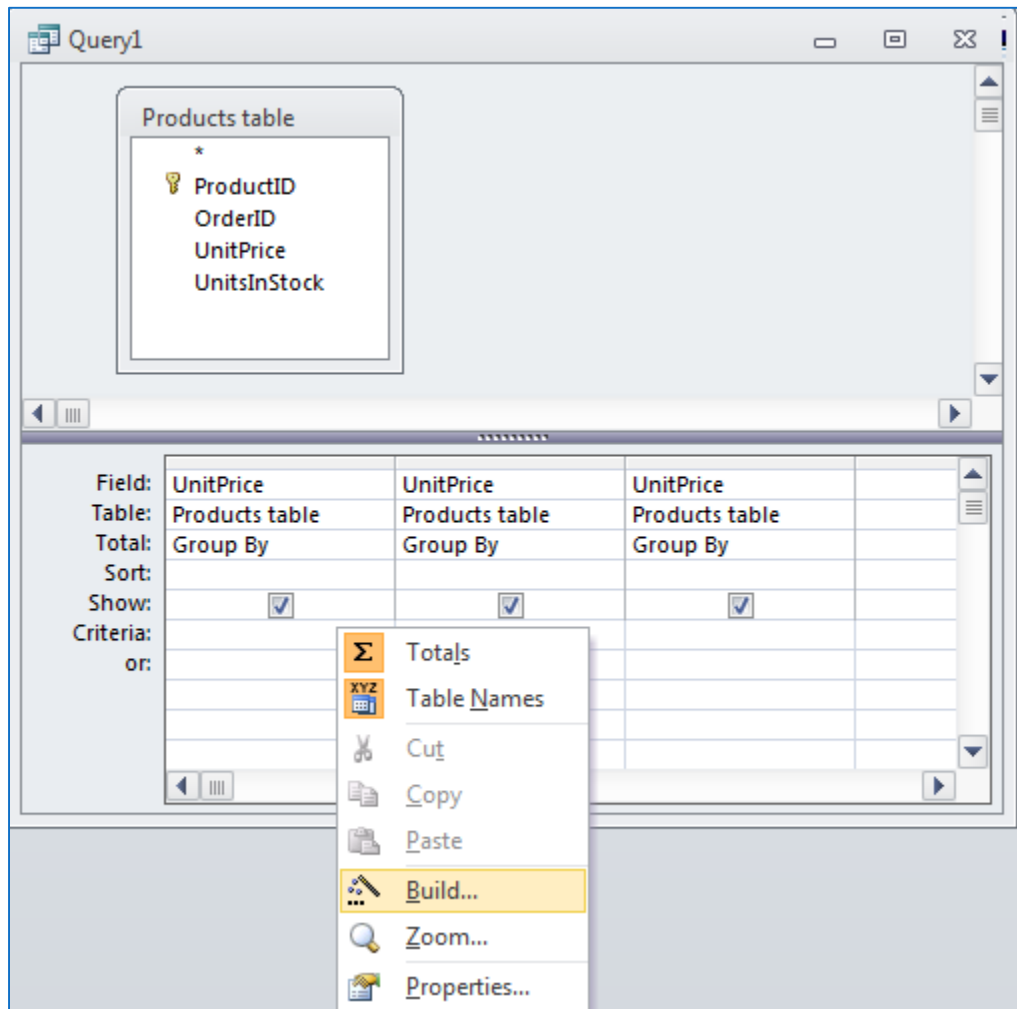 Query1
Products table
*
ProductID
OrderID
UnitPrice
UnitsInStock
Field: UnitPrice UnitPrice UnitPrice
Table: Products table Products table Products table
Total: Group By Group By Group By
Sort:
Show:
Criteria:
or:
Σ Totals
XYZ Table Names
Cut
Copy
Paste
Build...
Zoom...
Properties...